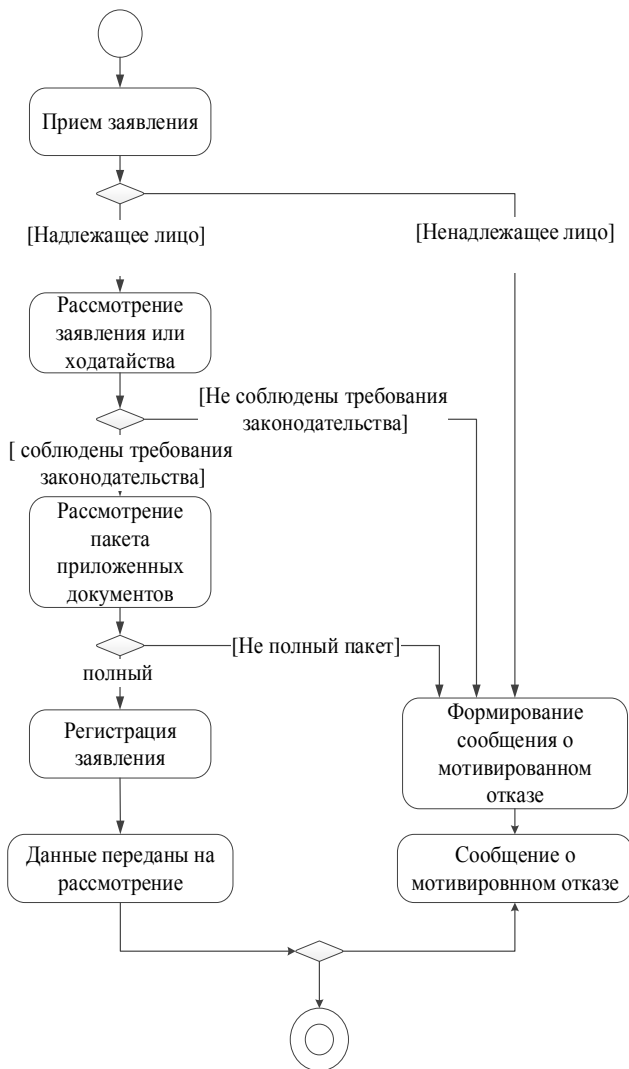 Прием заявления
[Надлежащее лицо]
[Ненадлежащее лицо]
Рассмотрение
заявления или
ходатайства
[Не соблюдены требования
законодательства]
[ соблюдены требования
законодательства]
Рассмотрение
пакета
приложенных
документов
[Не полный пакет]
полный
Регистрация
заявления
Формирование
сообщения о
мотивированном
отказе
Данные переданы на
рассмотрение
Сообщение о
мотивировнном отказе